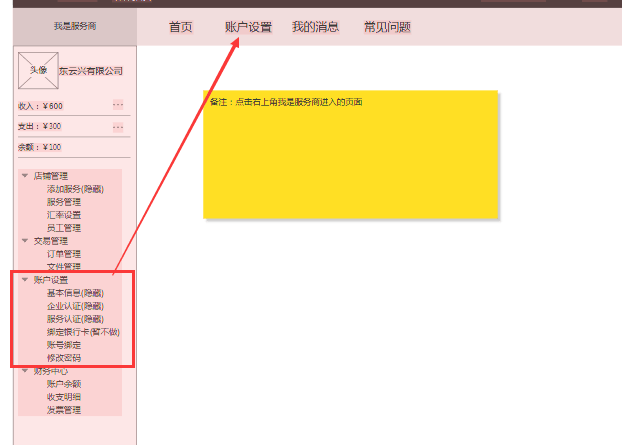 我是服务商
首页 账户设置 我的消息 常见问题
头像 东云兴有限公司
收入：￥600 ...
支出：￥300 ...
余额：￥100
备注：点击右上角我是服务商进入的页面
店铺管理
添加服务(隐藏)
服务管理
汇率设置
员工管理
交易管理
订单管理
文件管理
账户设置
基本信息(隐藏)
企业认证(隐藏)
服务认证(隐藏)
绑定银行卡(暂不做)
账号绑定
修改密码
财务中心
账户余额
收支明细
发票管理